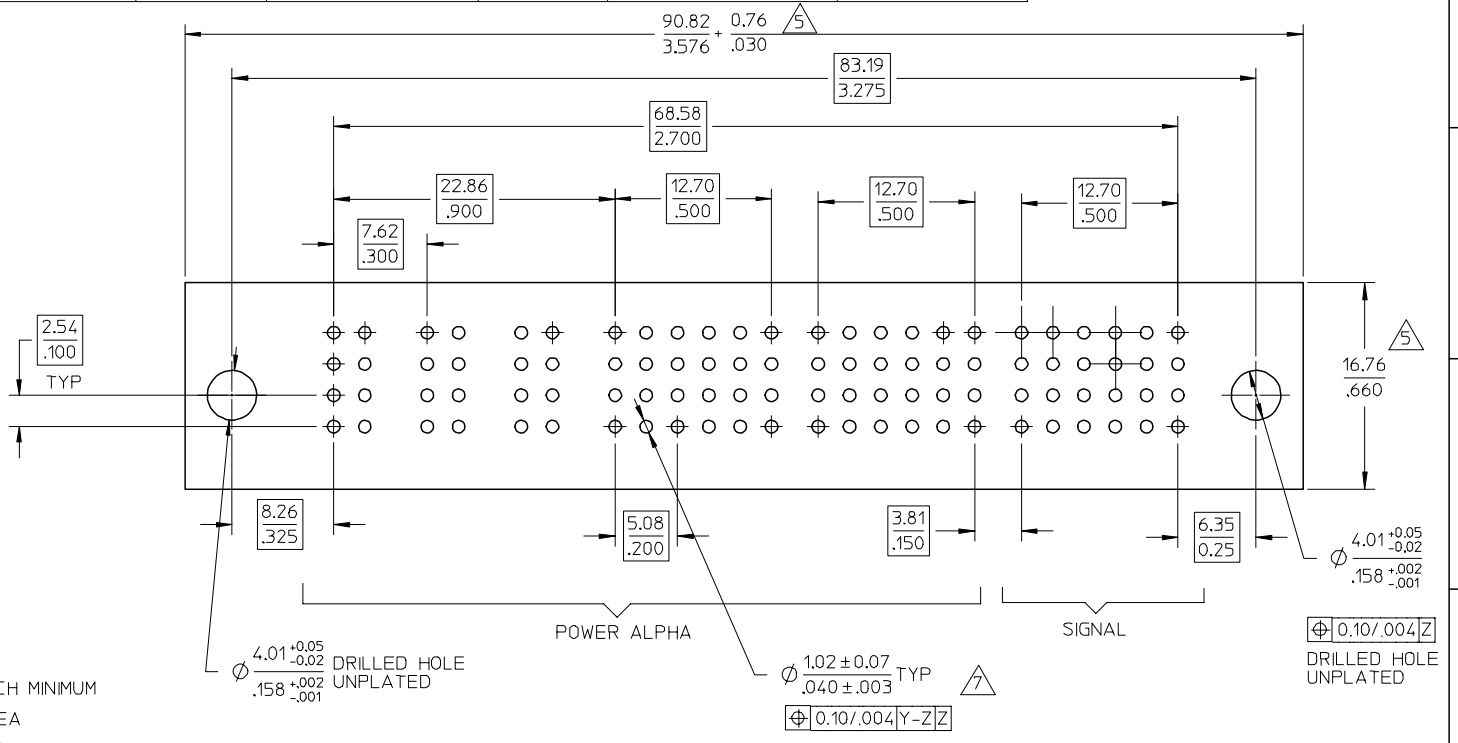 90.82 + 0.76 5
3.576 .030
83.19
3.275
68.58
2.700
22.86
.900
12.70
.500
12.70
.500
12.70
.500
7.62
.300
2.54
.100
TYP
5
16.76
.660
8.26
.325
5.08
.200
3.81
.150
6.35
0.25
Ø 4.01 +0.05 -0.02
.158 +.002 -.001
POWER ALPHA
SIGNAL
⌖ 0.10/.004 Z
DRILLED HOLE
UNPLATED
Ø 4.01 +0.05 -0.02 DRILLED HOLE
.158 +.002 -.001 UNPLATED
Ø 1.02 ±0.07 TYP 7
.040 ±.003
⌖ 0.10/.004 Y-Z Z
CH MINIMUM
EA